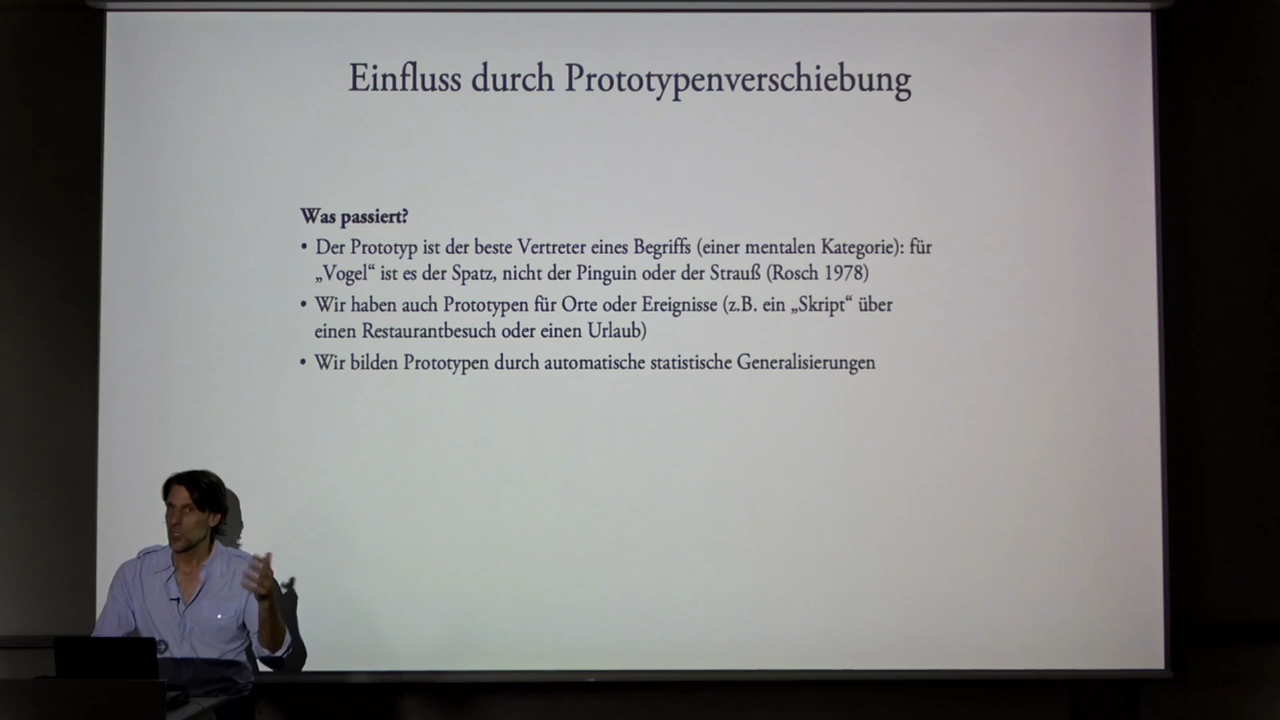 Einfluss durch Prototypenverschiebung
Was passiert?
• Der Prototyp ist der beste Vertreter eines Begriffs (einer mentalen Kategorie): für
„Vogel“ ist es der Spatz, nicht der Pinguin oder der Strauß (Rosch 1978)
• Wir haben auch Prototypen für Orte oder Ereignisse (z.B. ein „Skript“ über
einen Restaurantbesuch oder einen Urlaub)
• Wir bilden Prototypen durch automatische statistische Generalisierungen